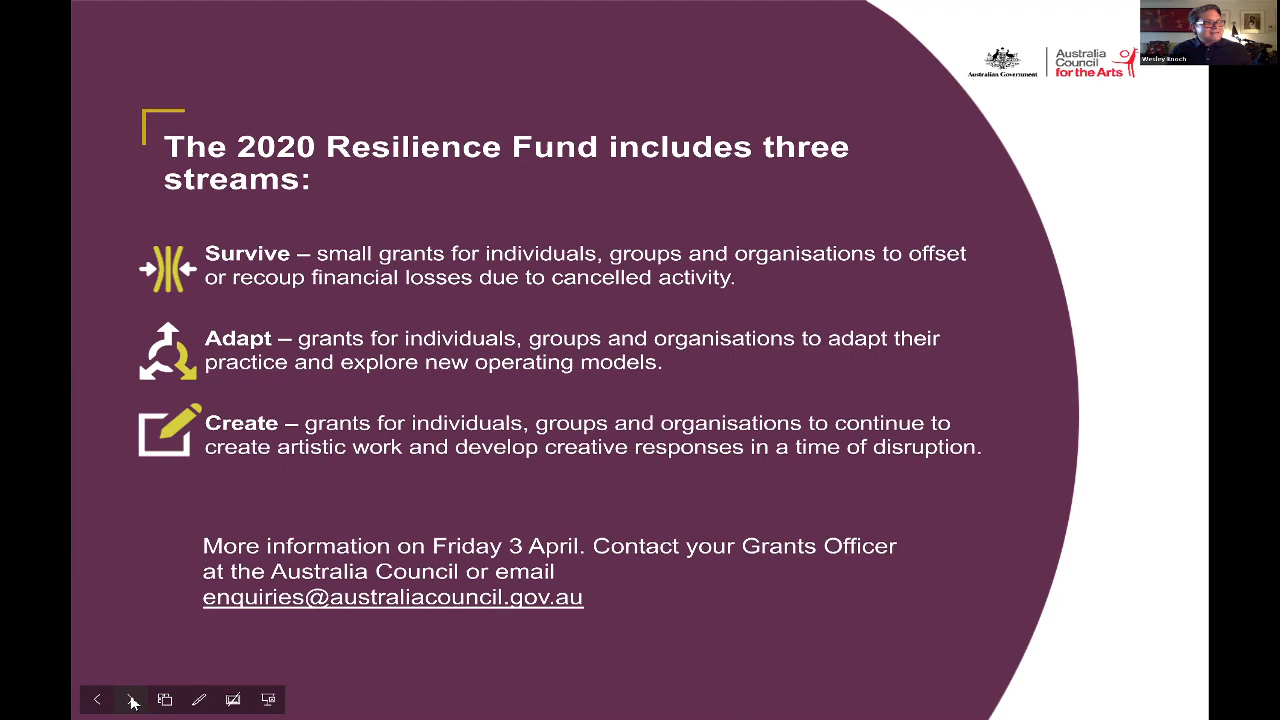 Australian Government
Australia
Council
for the Arts
Wesley Enoch
The 2020 Resilience Fund includes three
streams:
Survive – small grants for individuals, groups and organisations to offset
or recoup financial losses due to cancelled activity.
Adapt – grants for individuals, groups and organisations to adapt their
practice and explore new operating models.
Create – grants for individuals, groups and organisations to continue to
create artistic work and develop creative responses in a time of disruption.
More information on Friday 3 April. Contact your Grants Officer
at the Australia Council or email
enquiries@australiacouncil.gov.au